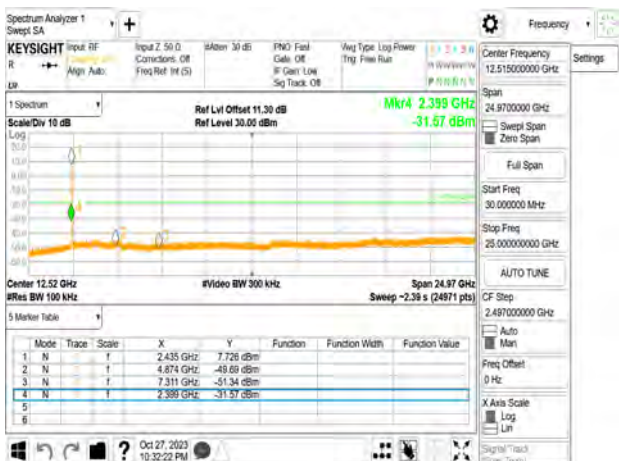 Spectrum Analyzer 1
Swept SA
Frequency
KEYSIGHT
Input: RF
Input Z: 50 Ω
#Atten: 30 dB
PNO: Fast
Avg Type: Log-Power
R
Align: Auto
Corrections: Off
Freq Ref: Int (S)
Gate: Off
IF Gain: Low
Sig Track: Off
Trig: Free Run
1 Spectrum
Scale/Div 10 dB
Ref Lvl Offset 11.30 dB
Ref Level 30.00 dBm
Mkr4 2.399 GHz
-31.57 dBm
Log
Center 12.52 GHz
#Res BW 100 kHz
#Video BW 300 kHz
Span 24.97 GHz
Sweep ~2.39 s (24971 pts)
5 Marker Table
Mode Trace Scale X Y Function Function Width Function Value
1 N f 2.435 GHz 7.726 dBm
2 N f 4.874 GHz -49.69 dBm
3 N f 7.311 GHz -51.34 dBm
4 N f 2.399 GHz -31.57 dBm
5
6
Oct 27, 2023
10:32:22 PM
Center Frequency
12.515000000 GHz
Settings
Span
24.9700000 GHz
Swept Span
Zero Span
Full Span
Start Freq
30.000000 MHz
Stop Freq
25.000000000 GHz
AUTO TUNE
CF Step
2.497000000 GHz
Auto
Man
Freq Offset
0 Hz
X Axis Scale
Log
Lin
Signal Track